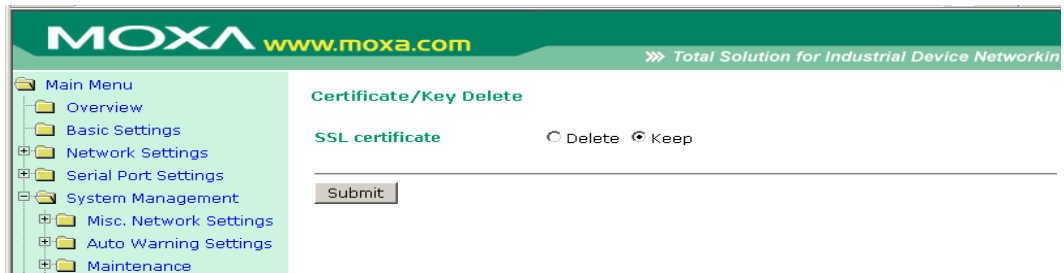 MOXA www.moxa.com
Total Solution for Industrial Device Networkin
Main Menu
Overview
Basic Settings
Network Settings
Serial Port Settings
System Management
Misc. Network Settings
Auto Warning Settings
Maintenance
Certificate/Key Delete
SSL certificate Delete Keep
Submit